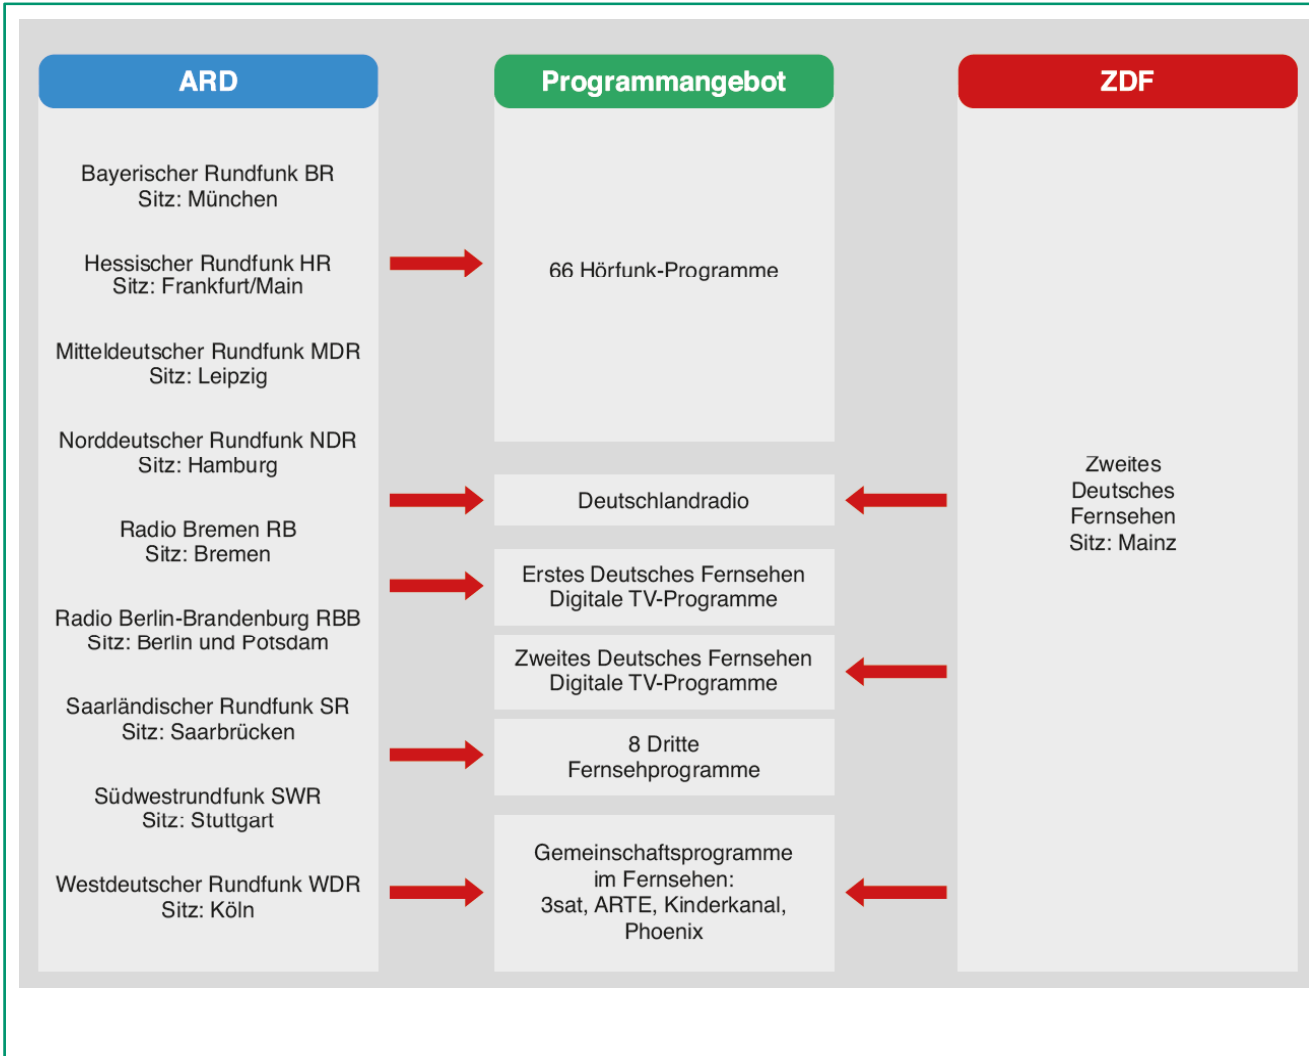 ARD
Bayerischer Rundfunk BR
Sitz: München
Hessischer Rundfunk HR
Sitz: Frankfurt/Main
Mitteldeutscher Rundfunk MDR
Sitz: Leipzig
Norddeutscher Rundfunk NDR
Sitz: Hamburg
Radio Bremen RB
Sitz: Bremen
Radio Berlin-Brandenburg RBB
Sitz: Berlin und Potsdam
Saarländischer Rundfunk SR
Sitz: Saarbrücken
Südwestrundfunk SWR
Sitz: Stuttgart
Westdeutscher Rundfunk WDR
Sitz: Köln
Programmangebot
66 Hörfunk-Programme
Deutschlandradio
Erstes Deutsches Fernsehen
Digitale TV-Programme
Zweites Deutsches Fernsehen
Digitale TV-Programme
8 Dritte
Fernsehprogramme
Gemeinschaftsprogramme
im Fernsehen:
3sat, ARTE, Kinderkanal,
Phoenix
ZDF
Zweites
Deutsches
Fernsehen
Sitz: Mainz